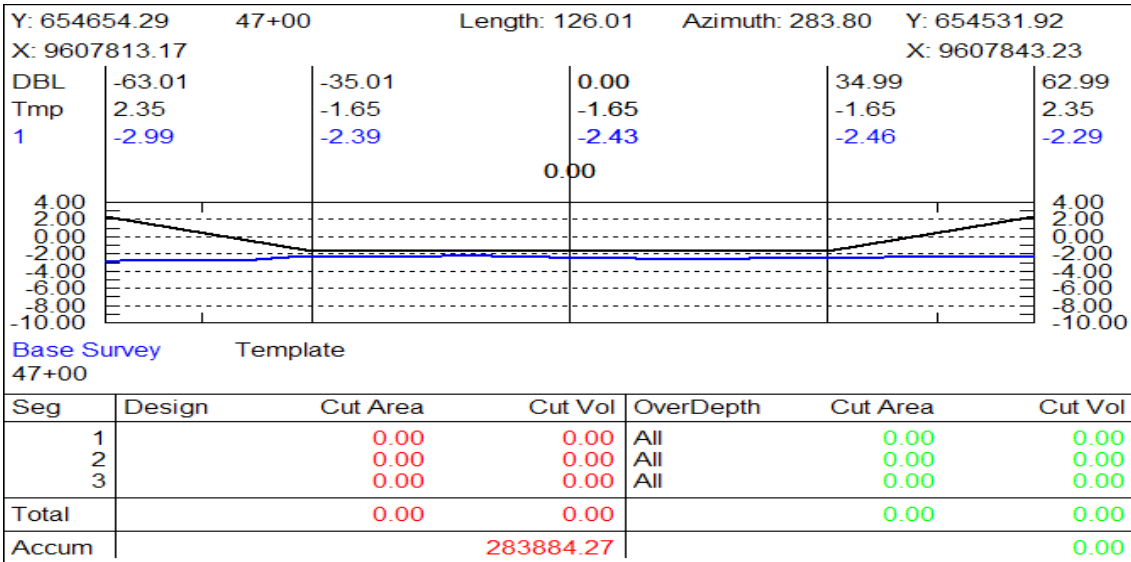 Y: 654654.29 47+00 Length: 126.01 Azimuth: 283.80 Y: 654531.92
X: 9607813.17 X: 9607843.23
DBL -63.01 -35.01 0.00 34.99 62.99
Tmp 2.35 -1.65 -1.65 -1.65 2.35
1 -2.99 -2.39 -2.43 -2.46 -2.29
0.00
4.00 4.00
2.00 2.00
0.00 0.00
-2.00 -2.00
-4.00 -4.00
-6.00 -6.00
-8.00 -8.00
-10.00 -10.00
Base Survey Template
47+00
Seg Design Cut Area Cut Vol OverDepth Cut Area Cut Vol
1 0.00 0.00 All 0.00 0.00
2 0.00 0.00 All 0.00 0.00
3 0.00 0.00 All 0.00 0.00
Total 0.00 0.00 0.00 0.00
Accum 283884.27 0.00